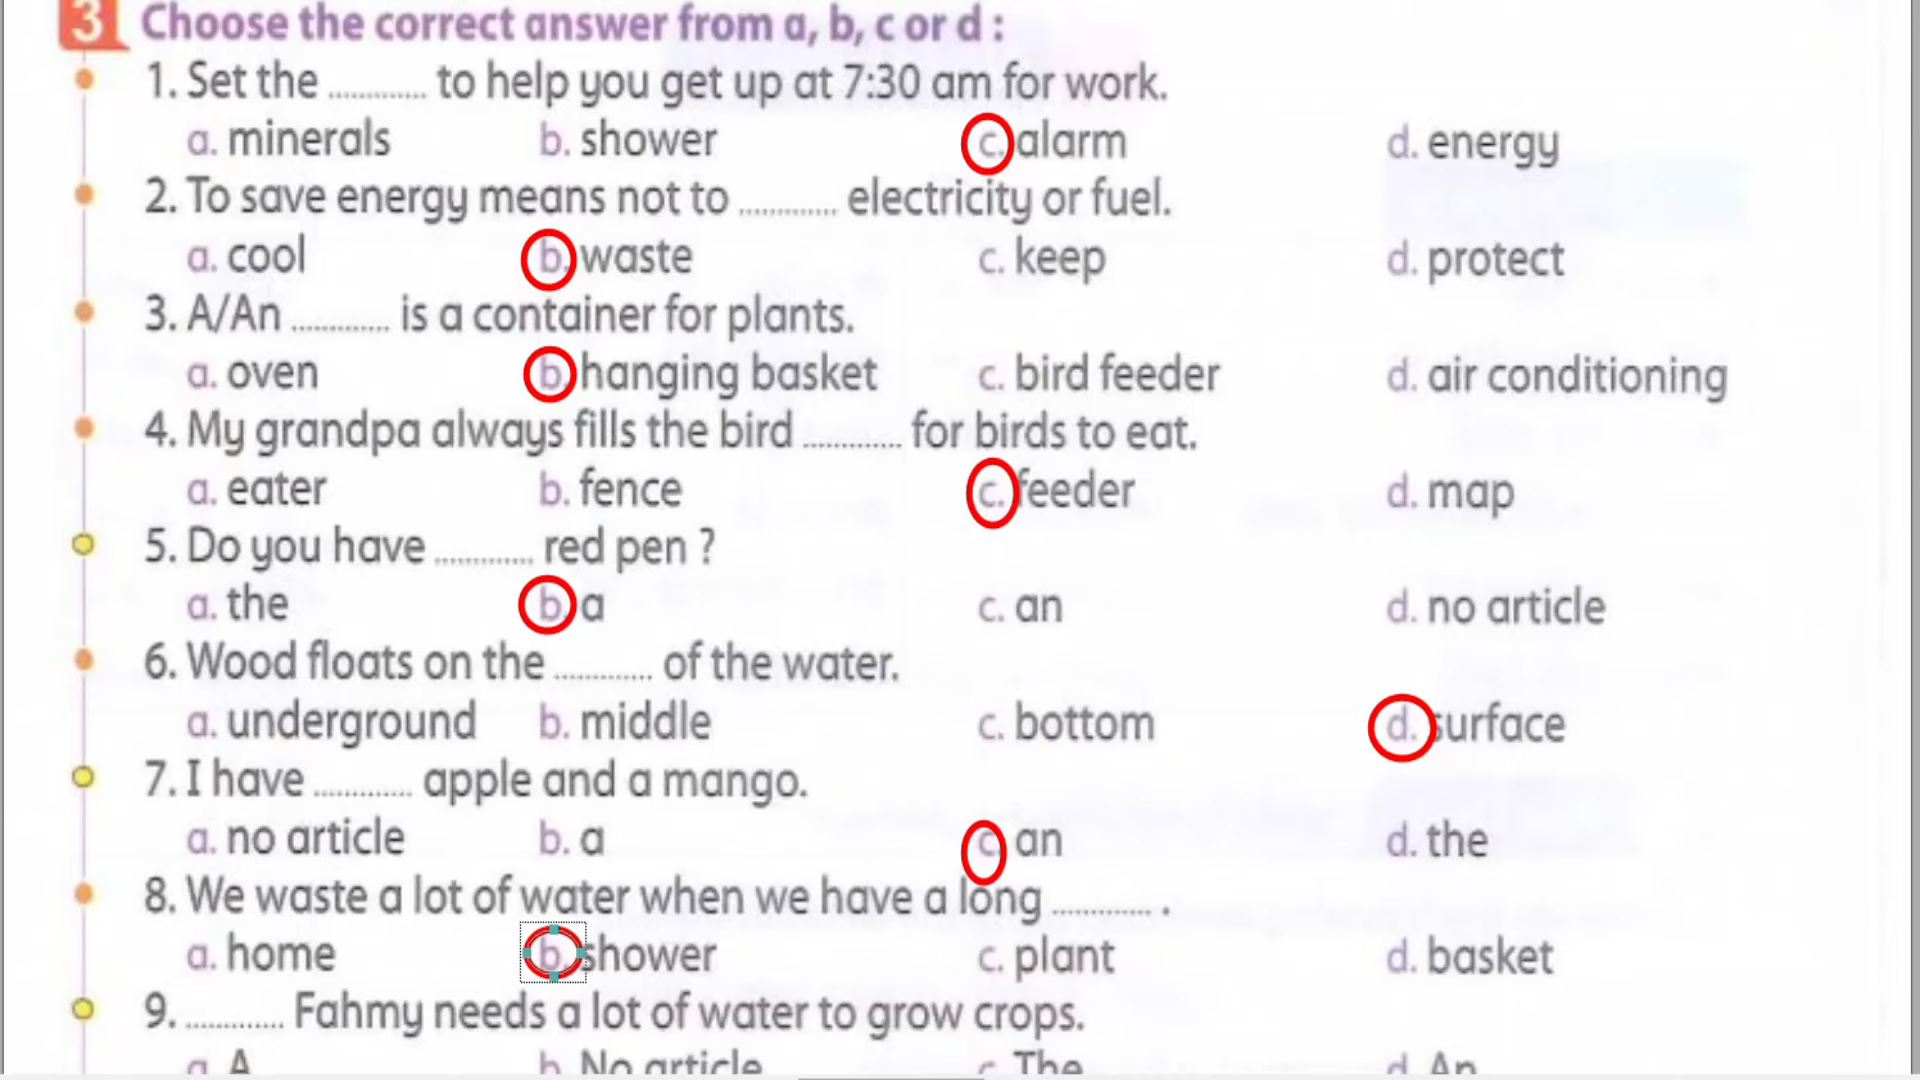 3 Choose the correct answer from a, b, c or d :
1. Set the ............ to help you get up at 7:30 am for work.
a. minerals b. shower c. alarm d. energy
2. To save energy means not to ............ electricity or fuel.
a. cool b. waste c. keep d. protect
3. A/An ............ is a container for plants.
a. oven b. hanging basket c. bird feeder d. air conditioning
4. My grandpa always fills the bird ............ for birds to eat.
a. eater b. fence c. feeder d. map
5. Do you have ............ red pen ?
a. the b. a c. an d. no article
6. Wood floats on the ............ of the water.
a. underground b. middle c. bottom d. surface
7. I have ............ apple and a mango.
a. no article b. a c. an d. the
8. We waste a lot of water when we have a long ............ .
a. home b. shower c. plant d. basket
9. ............ Fahmy needs a lot of water to grow crops.
a. A b. No article c. The d. An